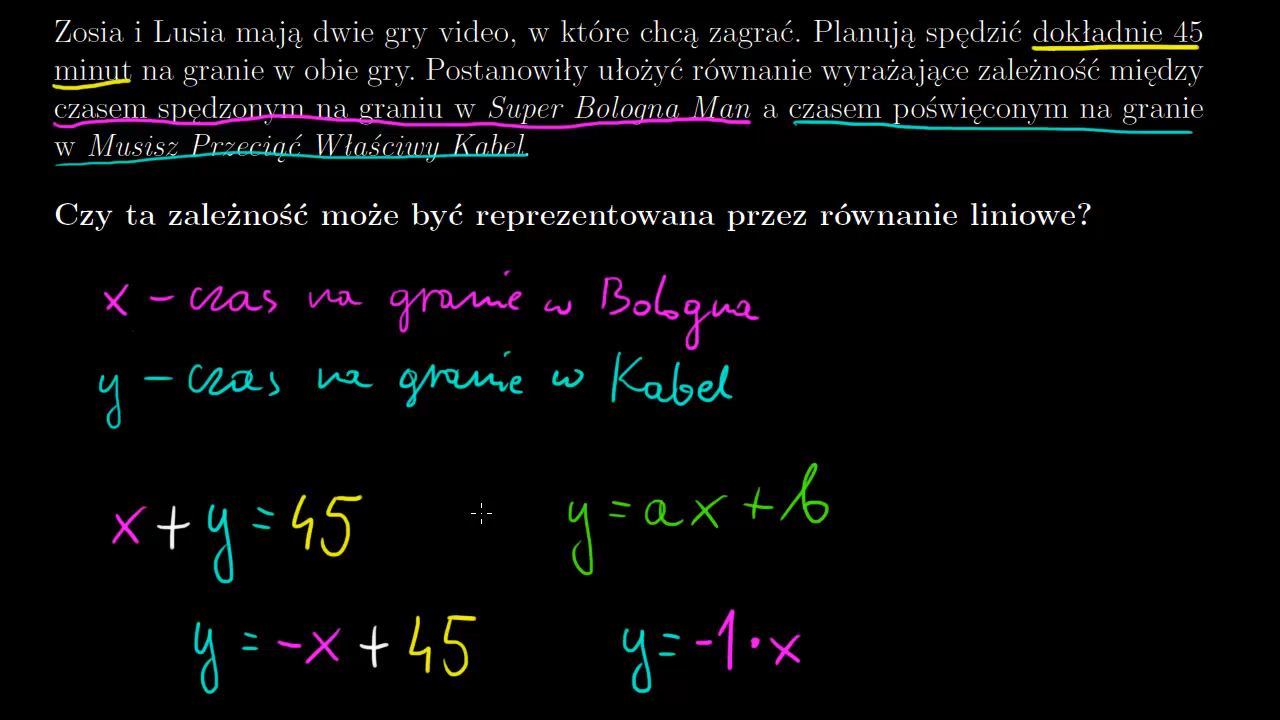 Zosia i Lusia mają dwie gry video, w które chcą zagrać. Planują spędzić dokładnie 45
minut na granie w obie gry. Postanowiły ułożyć równanie wyrażające zależność między
czasem spędzonym na graniu w Super Bologna Man a czasem poświęconym na granie
w Musisz Przeciąć Właściwy Kabel.
Czy ta zależność może być reprezentowana przez równanie liniowe?
x – czas na granie w Bologna
y – czas na granie w Kabel
x + y = 45
y = ax + b
y = -x + 45
y = -1 · x